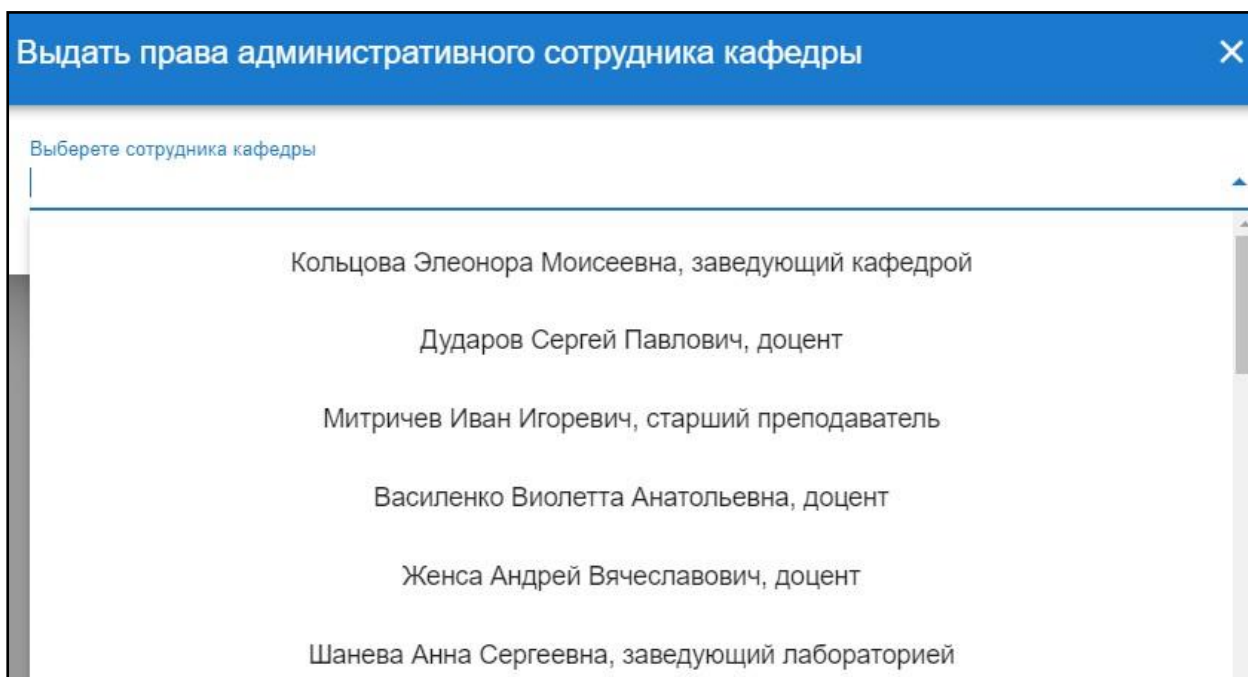 Выдать права административного сотрудника кафедры
Выберете сотрудника кафедры
Кольцова Элеонора Моисеевна, заведующий кафедрой
Дударов Сергей Павлович, доцент
Митричев Иван Игоревич, старший преподаватель
Василенко Виолетта Анатольевна, доцент
Женса Андрей Вячеславович, доцент
Шанева Анна Сергеевна, заведующий лабораторией